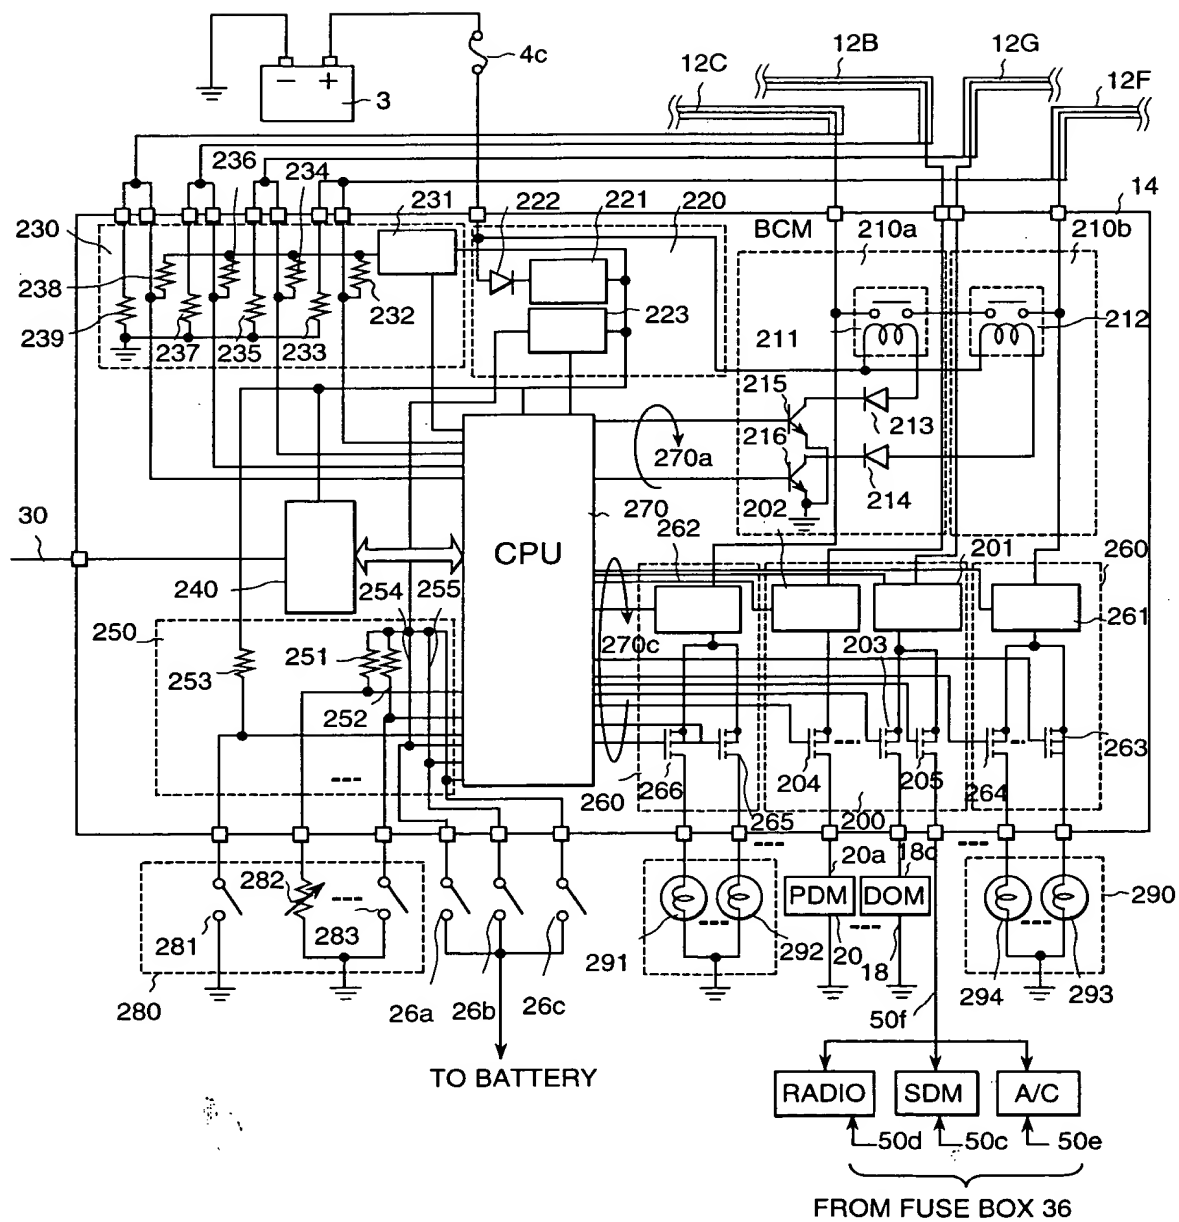 4c
12B
12G
12C
12F
− + 3
236
234
231
222
221
220
14
230
BCM
210a
210b
238
232
223
239
237
235
233
211
212
215
213
216
270a
214
30
270
202
262
CPU
201
260
240
254
255
261
250
251
270c
203
253
252
263
266
204
205
264
260
265
200
20a
18c
282
PDM
DOM
290
281
283
291
292
20
18
294
293
280
26a
26b
26c
50f
TO BATTERY
RADIO
SDM
A/C
50d
50c
50e
FROM FUSE BOX 36